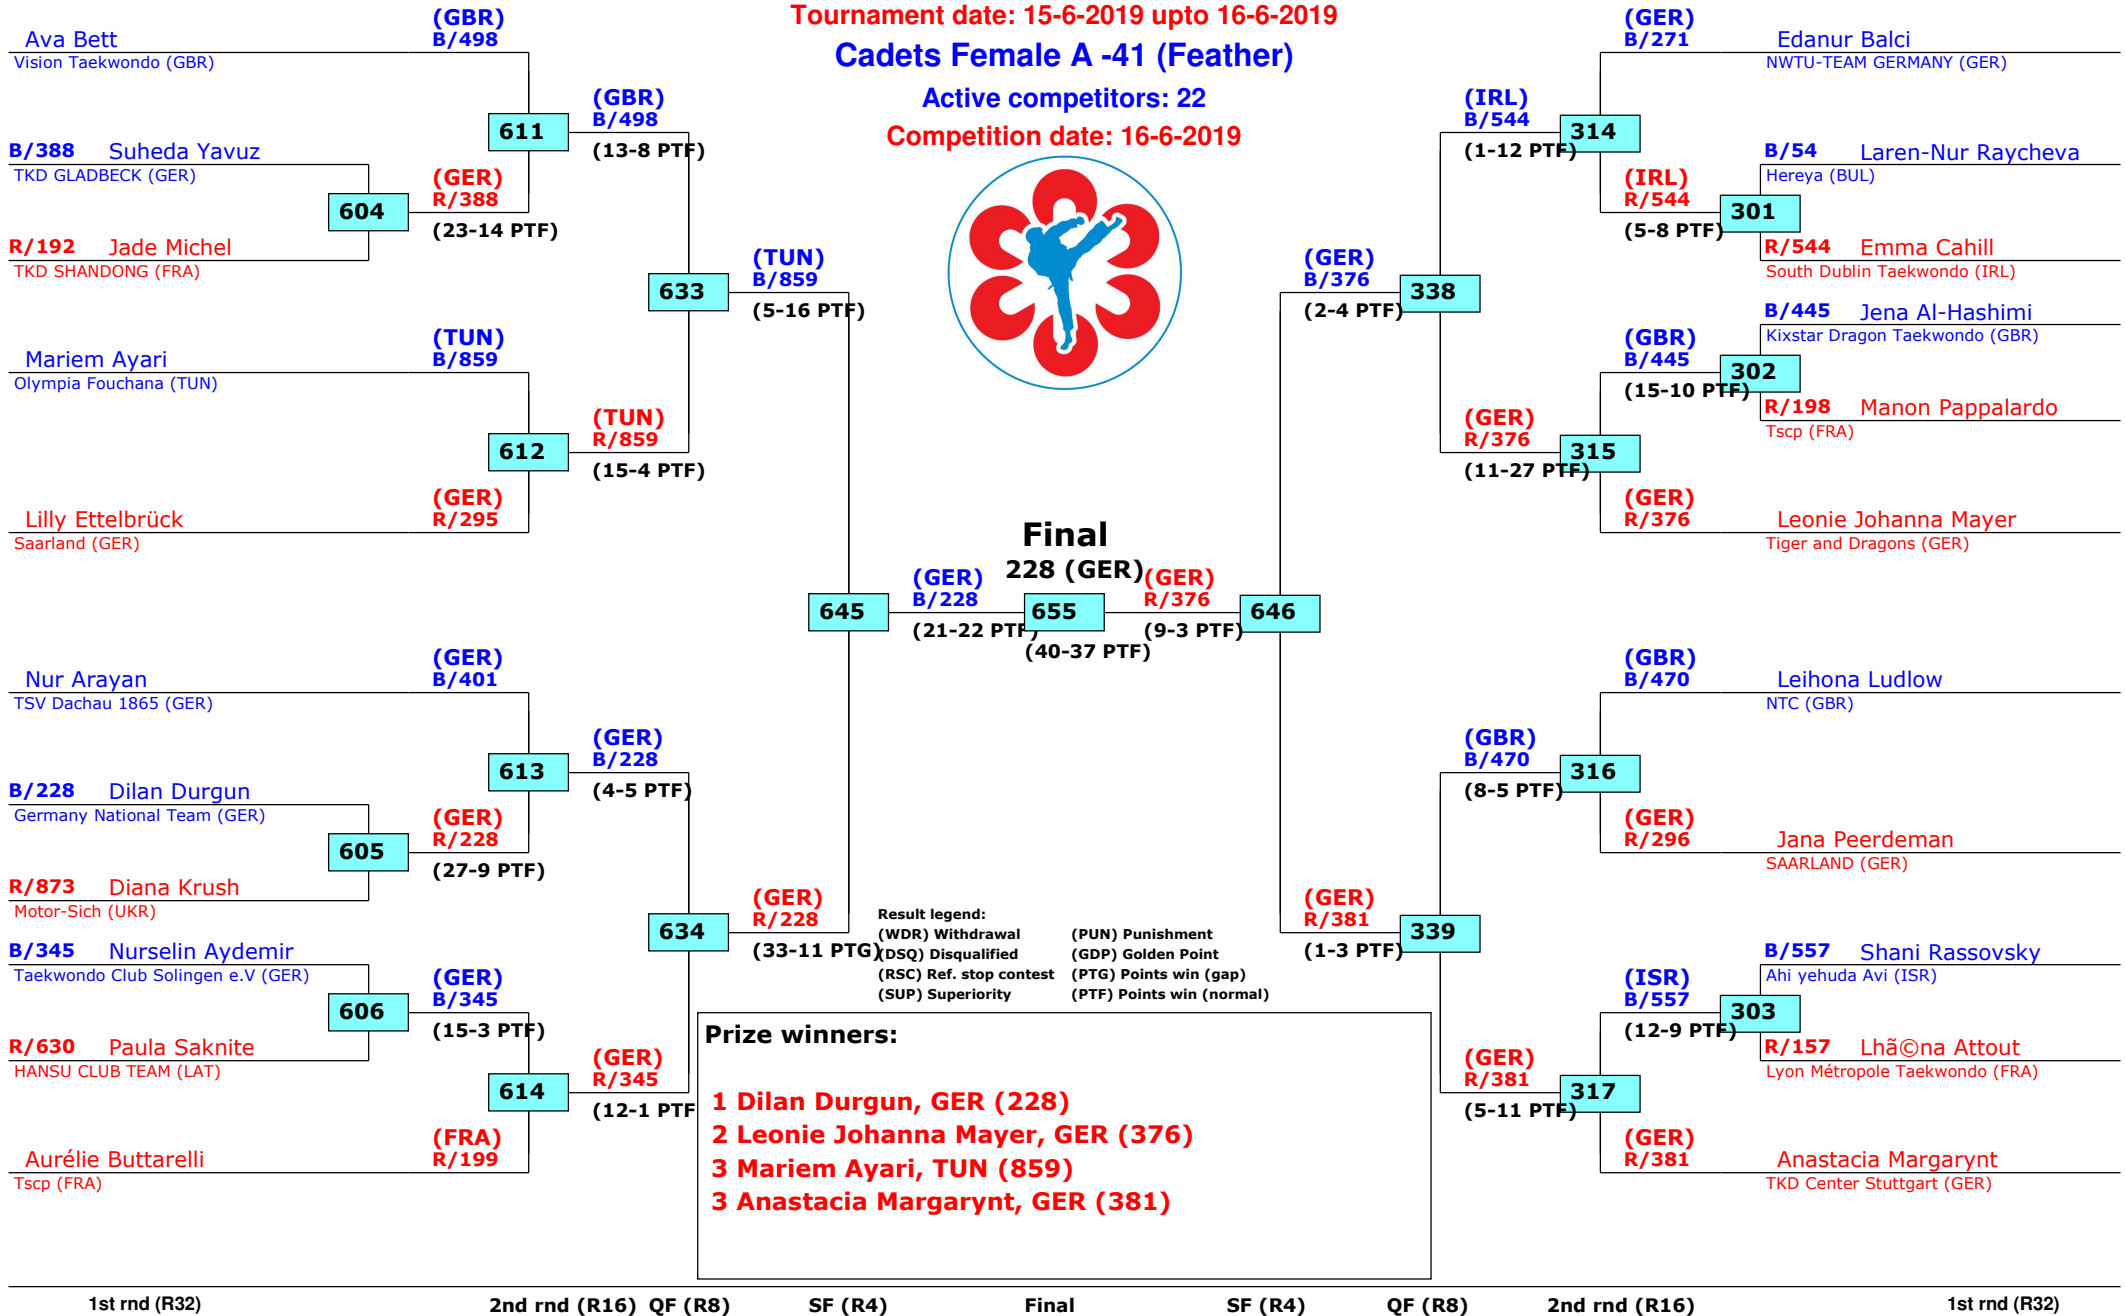 Tournament date: 15-6-2019 upto 16-6-2019
Cadets Female A -41 (Feather)
Active competitors: 22
Competition date: 16-6-2019
Ava Bett
Vision Taekwondo (GBR)
(GBR)
B/498
B/388 Suheda Yavuz
TKD GLADBECK (GER)
604
R/192 Jade Michel
TKD SHANDONG (FRA)
(GER)
R/388
(23-14 PTF)
611
(GBR)
B/498
(13-8 PTF)
Mariem Ayari
Olympia Fouchana (TUN)
(TUN)
B/859
612
Lilly Ettelbrück
Saarland (GER)
(GER)
R/295
(TUN)
R/859
(15-4 PTF)
633
(TUN)
B/859
(5-16 PTF)
Nur Arayan
TSV Dachau 1865 (GER)
(GER)
B/401
B/228 Dilan Durgun
Germany National Team (GER)
605
R/873 Diana Krush
Motor-Sich (UKR)
(GER)
R/228
(27-9 PTF)
613
(GER)
B/228
(4-5 PTF)
B/345 Nurselin Aydemir
Taekwondo Club Solingen e.V (GER)
606
R/630 Paula Saknite
HANSU CLUB TEAM (LAT)
(GER)
B/345
(15-3 PTF)
614
Aurélie Buttarelli
Tscp (FRA)
(FRA)
R/199
(GER)
R/345
(12-1 PTF
634
(GER)
R/228
(33-11 PTG)
645
(GER)
B/228
(21-22 PTF)
Final
228 (GER)
655
(40-37 PTF)
(GER)
R/376
(9-3 PTF)
646
(GER)
B/376
(2-4 PTF)
338
(IRL)
B/544
(1-12 PTF)
314
(GER)
B/271
Edanur Balci
NWTU-TEAM GERMANY (GER)
(IRL)
R/544
(5-8 PTF)
301
B/54 Laren-Nur Raycheva
Hereya (BUL)
R/544 Emma Cahill
South Dublin Taekwondo (IRL)
B/445 Jena Al-Hashimi
Kixstar Dragon Taekwondo (GBR)
302
(GBR)
B/445
(15-10 PTF)
R/198 Manon Pappalardo
Tscp (FRA)
(GER)
R/376
(11-27 PTF)
315
(GER)
R/376
Leonie Johanna Mayer
Tiger and Dragons (GER)
(GBR)
B/470
Leihona Ludlow
NTC (GBR)
(GBR)
B/470
(8-5 PTF)
316
(GER)
R/296
Jana Peerdeman
SAARLAND (GER)
(GER)
R/381
(1-3 PTF)
339
B/557 Shani Rassovsky
Ahi yehuda Avi (ISR)
(ISR)
B/557
(12-9 PTF)
303
R/157 Lhã©na Attout
Lyon Métropole Taekwondo (FRA)
(GER)
R/381
(5-11 PTF)
317
(GER)
R/381
Anastacia Margarynt
TKD Center Stuttgart (GER)
Result legend:
(WDR) Withdrawal (PUN) Punishment
(DSQ) Disqualified (GDP) Golden Point
(RSC) Ref. stop contest (PTG) Points win (gap)
(SUP) Superiority (PTF) Points win (normal)
Prize winners:
1 Dilan Durgun, GER (228)
2 Leonie Johanna Mayer, GER (376)
3 Mariem Ayari, TUN (859)
3 Anastacia Margarynt, GER (381)
1st rnd (R32) 2nd rnd (R16) QF (R8) SF (R4) Final SF (R4) QF (R8) 2nd rnd (R16) 1st rnd (R32)